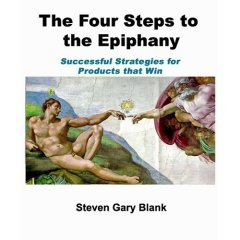 The Four Steps to
the Epiphany
Successful Strategies for
Products that Win
Steven Gary Blank